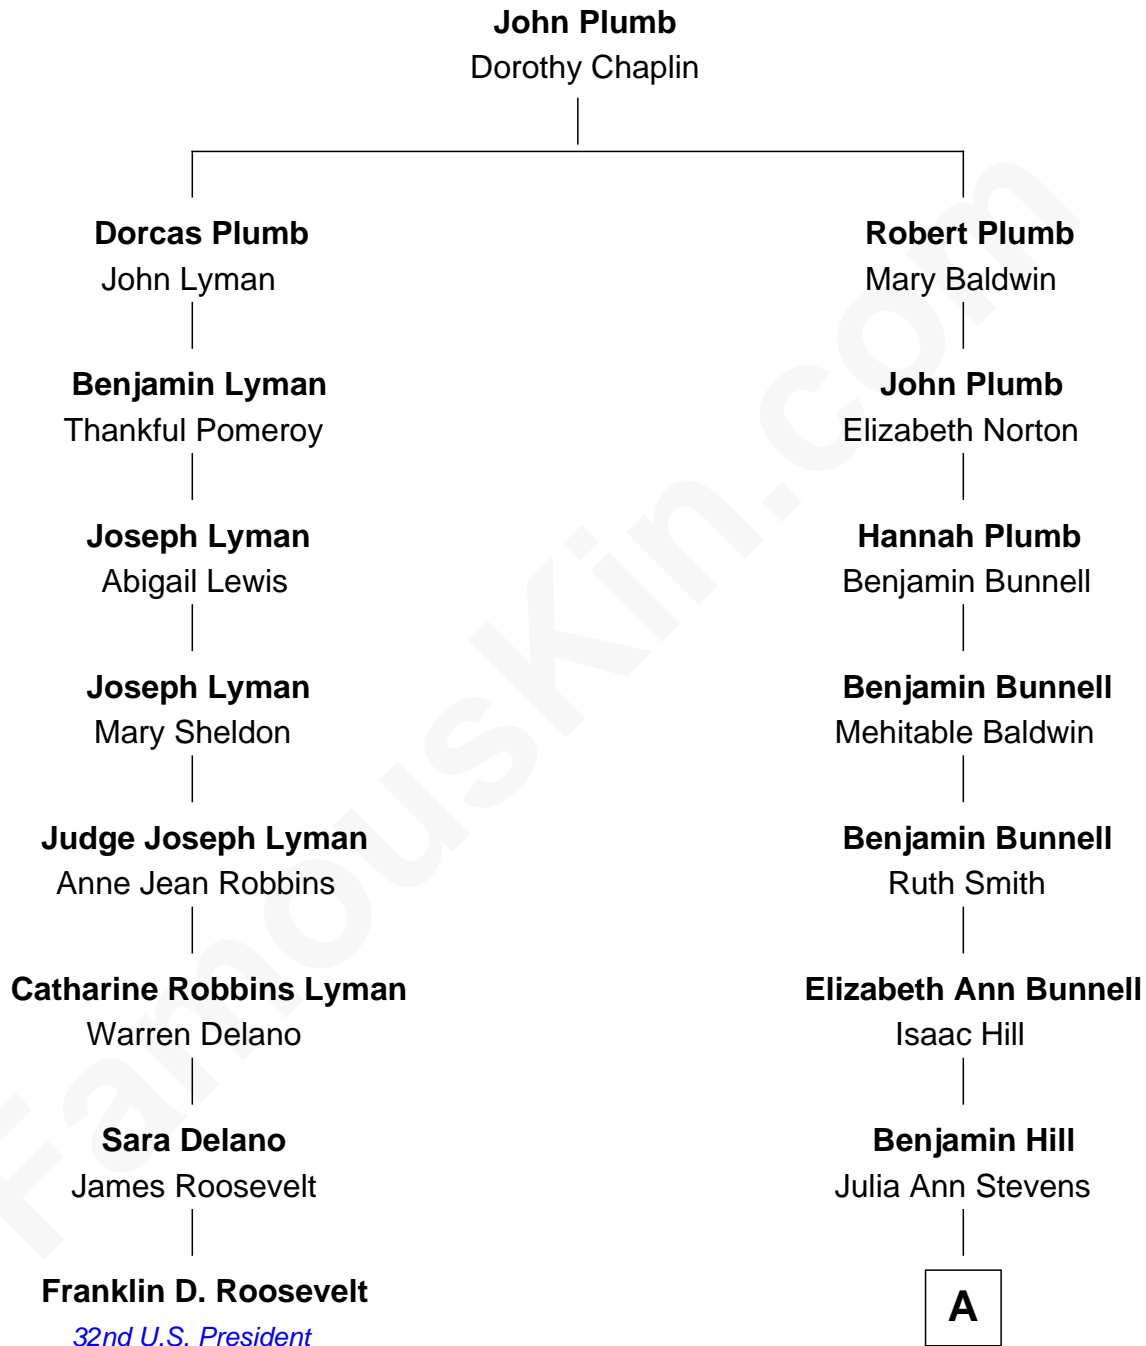 John Plumb
Dorothy Chaplin
Dorcas Plumb
John Lyman
Robert Plumb
Mary Baldwin
Benjamin Lyman
Thankful Pomeroy
John Plumb
Elizabeth Norton
Joseph Lyman
Abigail Lewis
Hannah Plumb
Benjamin Bunnell
Joseph Lyman
Mary Sheldon
Benjamin Bunnell
Mehitable Baldwin
Judge Joseph Lyman
Anne Jean Robbins
Benjamin Bunnell
Ruth Smith
Catharine Robbins Lyman
Warren Delano
Elizabeth Ann Bunnell
Isaac Hill
Sara Delano
James Roosevelt
Benjamin Hill
Julia Ann Stevens
Franklin D. Roosevelt
32nd U.S. President
A
FamousKin.com